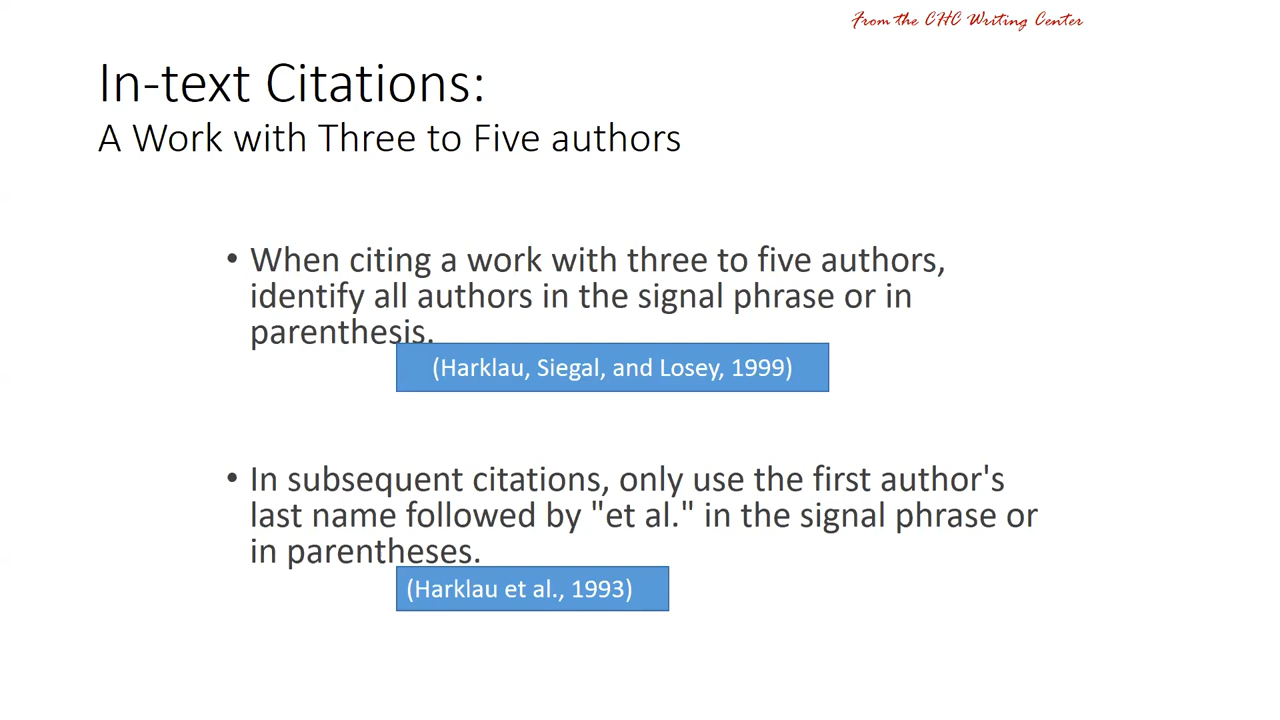 From the CHC Writing Center
In-text Citations:
A Work with Three to Five authors
• When citing a work with three to five authors,
identify all authors in the signal phrase or in
parenthesis.
(Harklau, Siegal, and Losey, 1999)
• In subsequent citations, only use the first author's
last name followed by "et al." in the signal phrase or
in parentheses.
(Harklau et al., 1993)